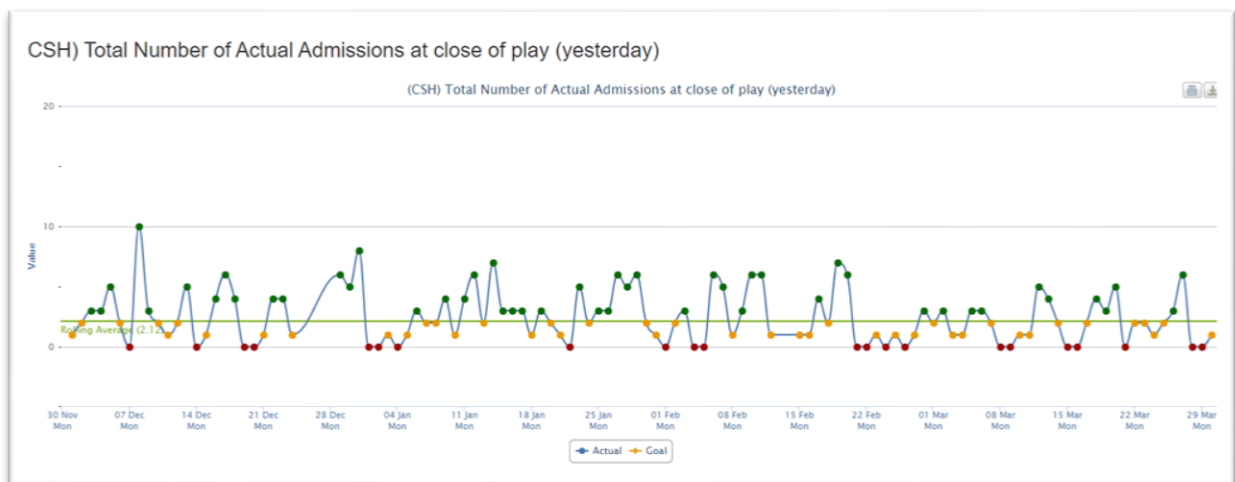 CSH) Total Number of Actual Admissions at close of play (yesterday)
(CSH) Total Number of Actual Admissions at close of play (yesterday)
20
10
0
Value
Rolling Average (2.12)
30 Nov
Mon
07 Dec
Mon
14 Dec
Mon
21 Dec
Mon
28 Dec
Mon
04 Jan
Mon
11 Jan
Mon
18 Jan
Mon
25 Jan
Mon
01 Feb
Mon
08 Feb
Mon
15 Feb
Mon
22 Feb
Mon
01 Mar
Mon
08 Mar
Mon
15 Mar
Mon
22 Mar
Mon
29 Mar
Mon
Actual Goal